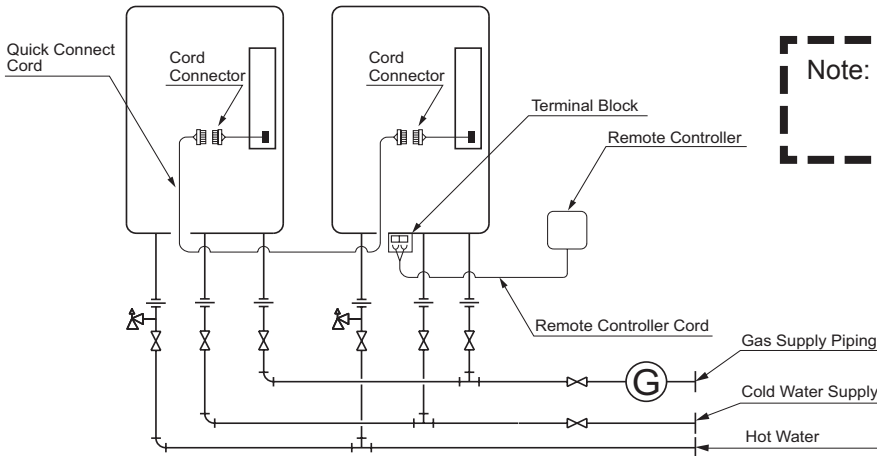 Quick Connect
Cord
Cord
Connector
Cord
Connector
Terminal Block
Remote Controller
Note:
Remote Controller Cord
Gas Supply Piping
G
Cold Water Supply
Hot Water